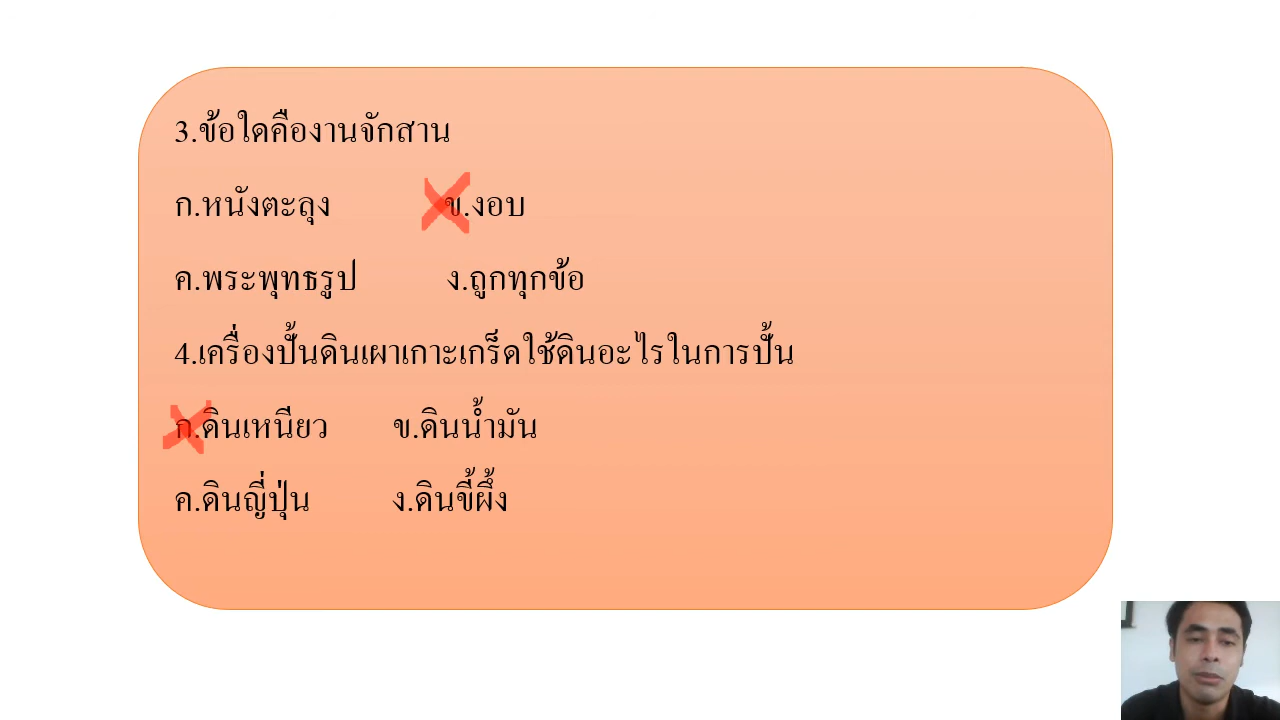 3.ข้อใดคืองานจักสาน
ก.หนังตะลุง ข.งอบ
ค.พระพุทธรูป ง.ถูกทุกข้อ
4.เครื่องปั้นดินเผาเกาะเกร็ดใช้ดินอะไรในการปั้น
ก.ดินเหนียว ข.ดินน้ำมัน
ค.ดินญี่ปุ่น ง.ดินขี้ผึ้ง